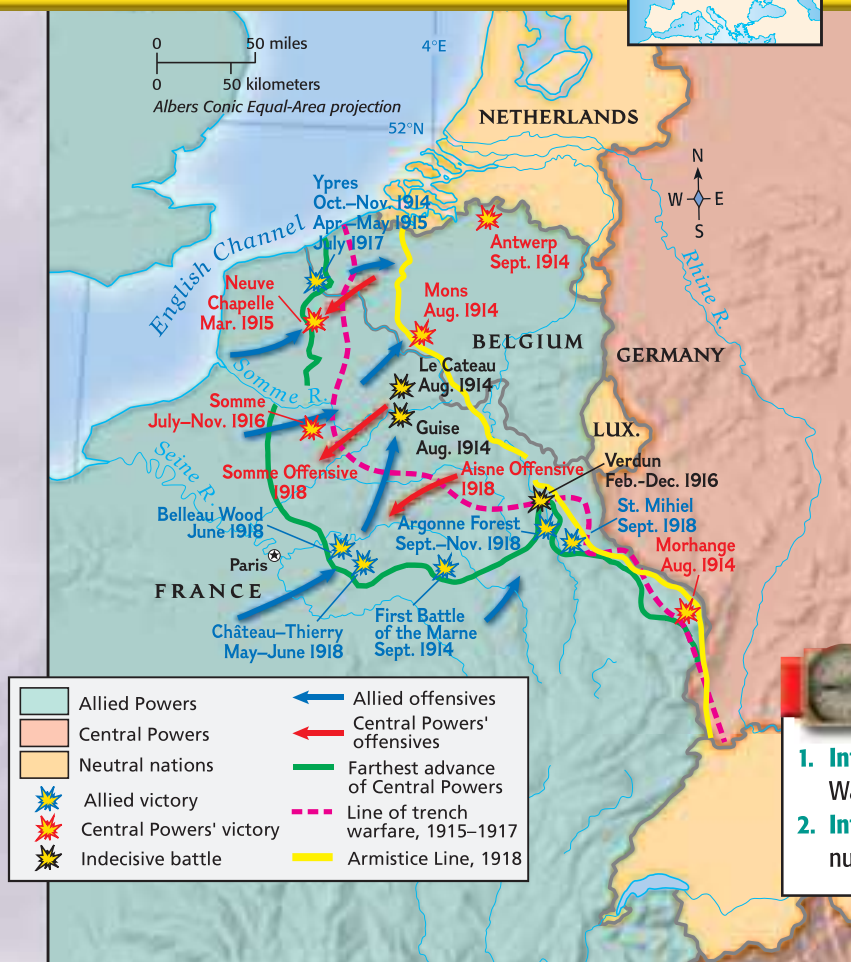 0 50 miles
0 50 kilometers
Albers Conic Equal-Area projection
4°E
52°N
NETHERLANDS
N
W E
S
English Channel
Ypres
Oct.–Nov. 1914
Apr.–May 1915
July 1917
Antwerp
Sept. 1914
Rhine R.
Neuve
Chapelle
Mar. 1915
Mons
Aug. 1914
BELGIUM
GERMANY
Le Cateau
Aug. 1914
Somme R.
Somme
July–Nov. 1916
Guise
Aug. 1914
LUX.
Seine R.
Somme Offensive
1918
Aisne Offensive
1918
Verdun
Feb.-Dec. 1916
Belleau Wood
June 1918
Argonne Forest
Sept.–Nov. 1918
St. Mihiel
Sept. 1918
Morhange
Aug. 1914
Paris
FRANCE
Château–Thierry
May–June 1918
First Battle
of the Marne
Sept. 1914
Allied Powers
Central Powers
Neutral nations
Allied victory
Central Powers' victory
Indecisive battle
Allied offensives
Central Powers'
offensives
Farthest advance
of Central Powers
Line of trench
warfare, 1915–1917
Armistice Line, 1918
1.
2.